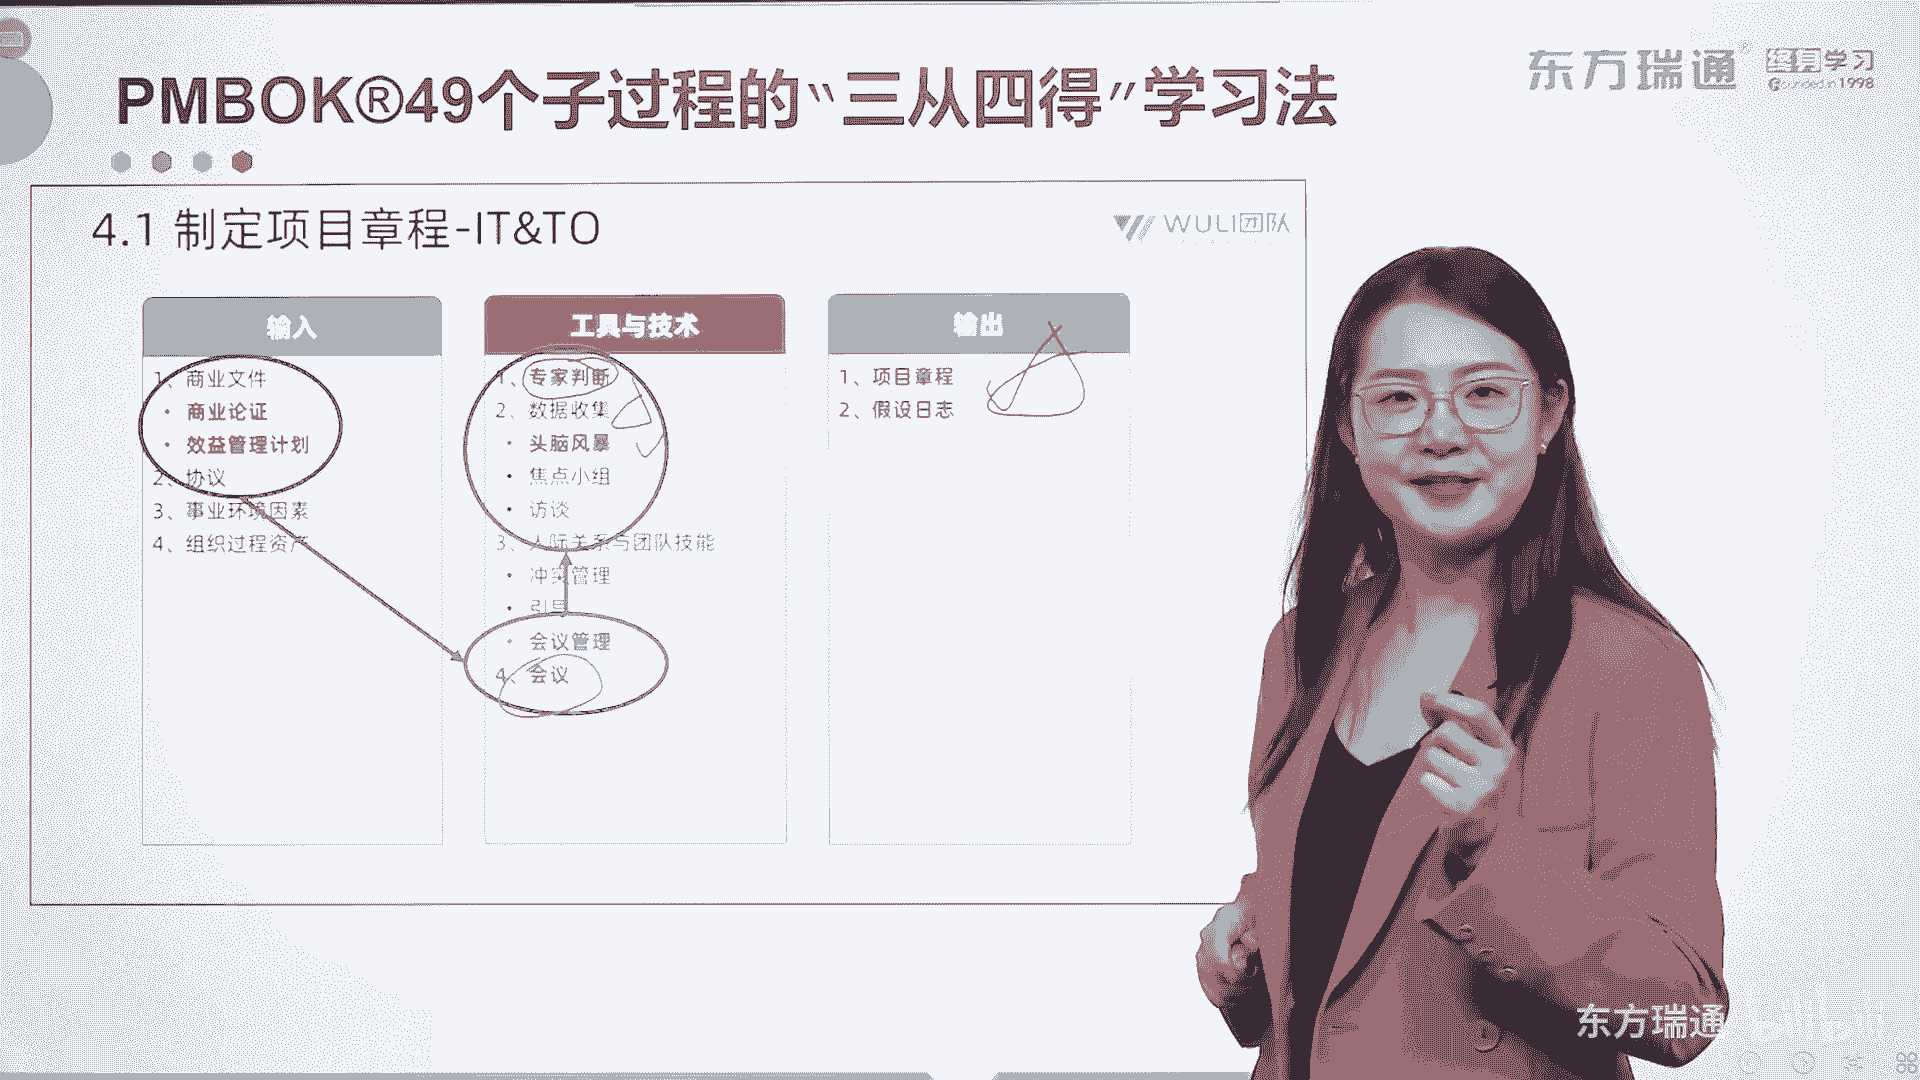 PMBOK®49个子过程的“三从四得”学习法
东方瑞通®
终身学习
Founded in 1998
4.1 制定项目章程-IT&TO
WULI团队
输入
1、商业文件
• 商业论证
• 效益管理计划
2、协议
3、事业环境因素
4、组织过程资产
工具与技术
1、专家判断
2、数据收集
• 头脑风暴
• 焦点小组
• 访谈
3、人际关系与团队技能
• 冲突管理
• 引导
• 会议管理
4、会议
输出
1、项目章程
2、假设日志
东方瑞通